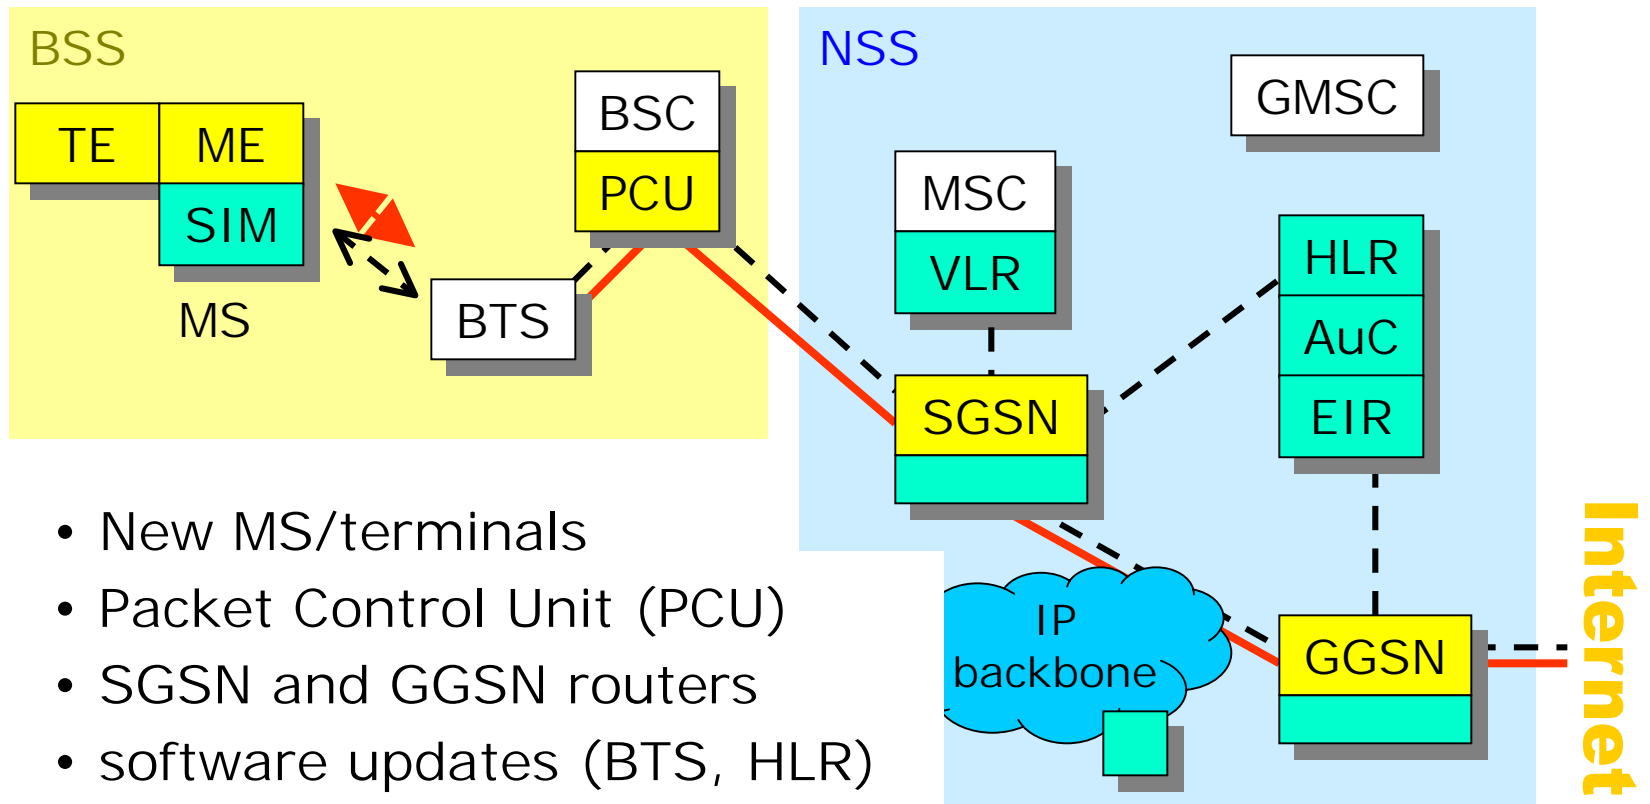 BSS
NSS
GMSC
BSC
PCU
TE
ME
SIM
MS
BTS
MSC
VLR
HLR
AuC
EIR
SGSN
• New MS/terminals
• Packet Control Unit (PCU)
• SGSN and GGSN routers
• software updates (BTS, HLR)
IP
backbone
GGSN
Internet